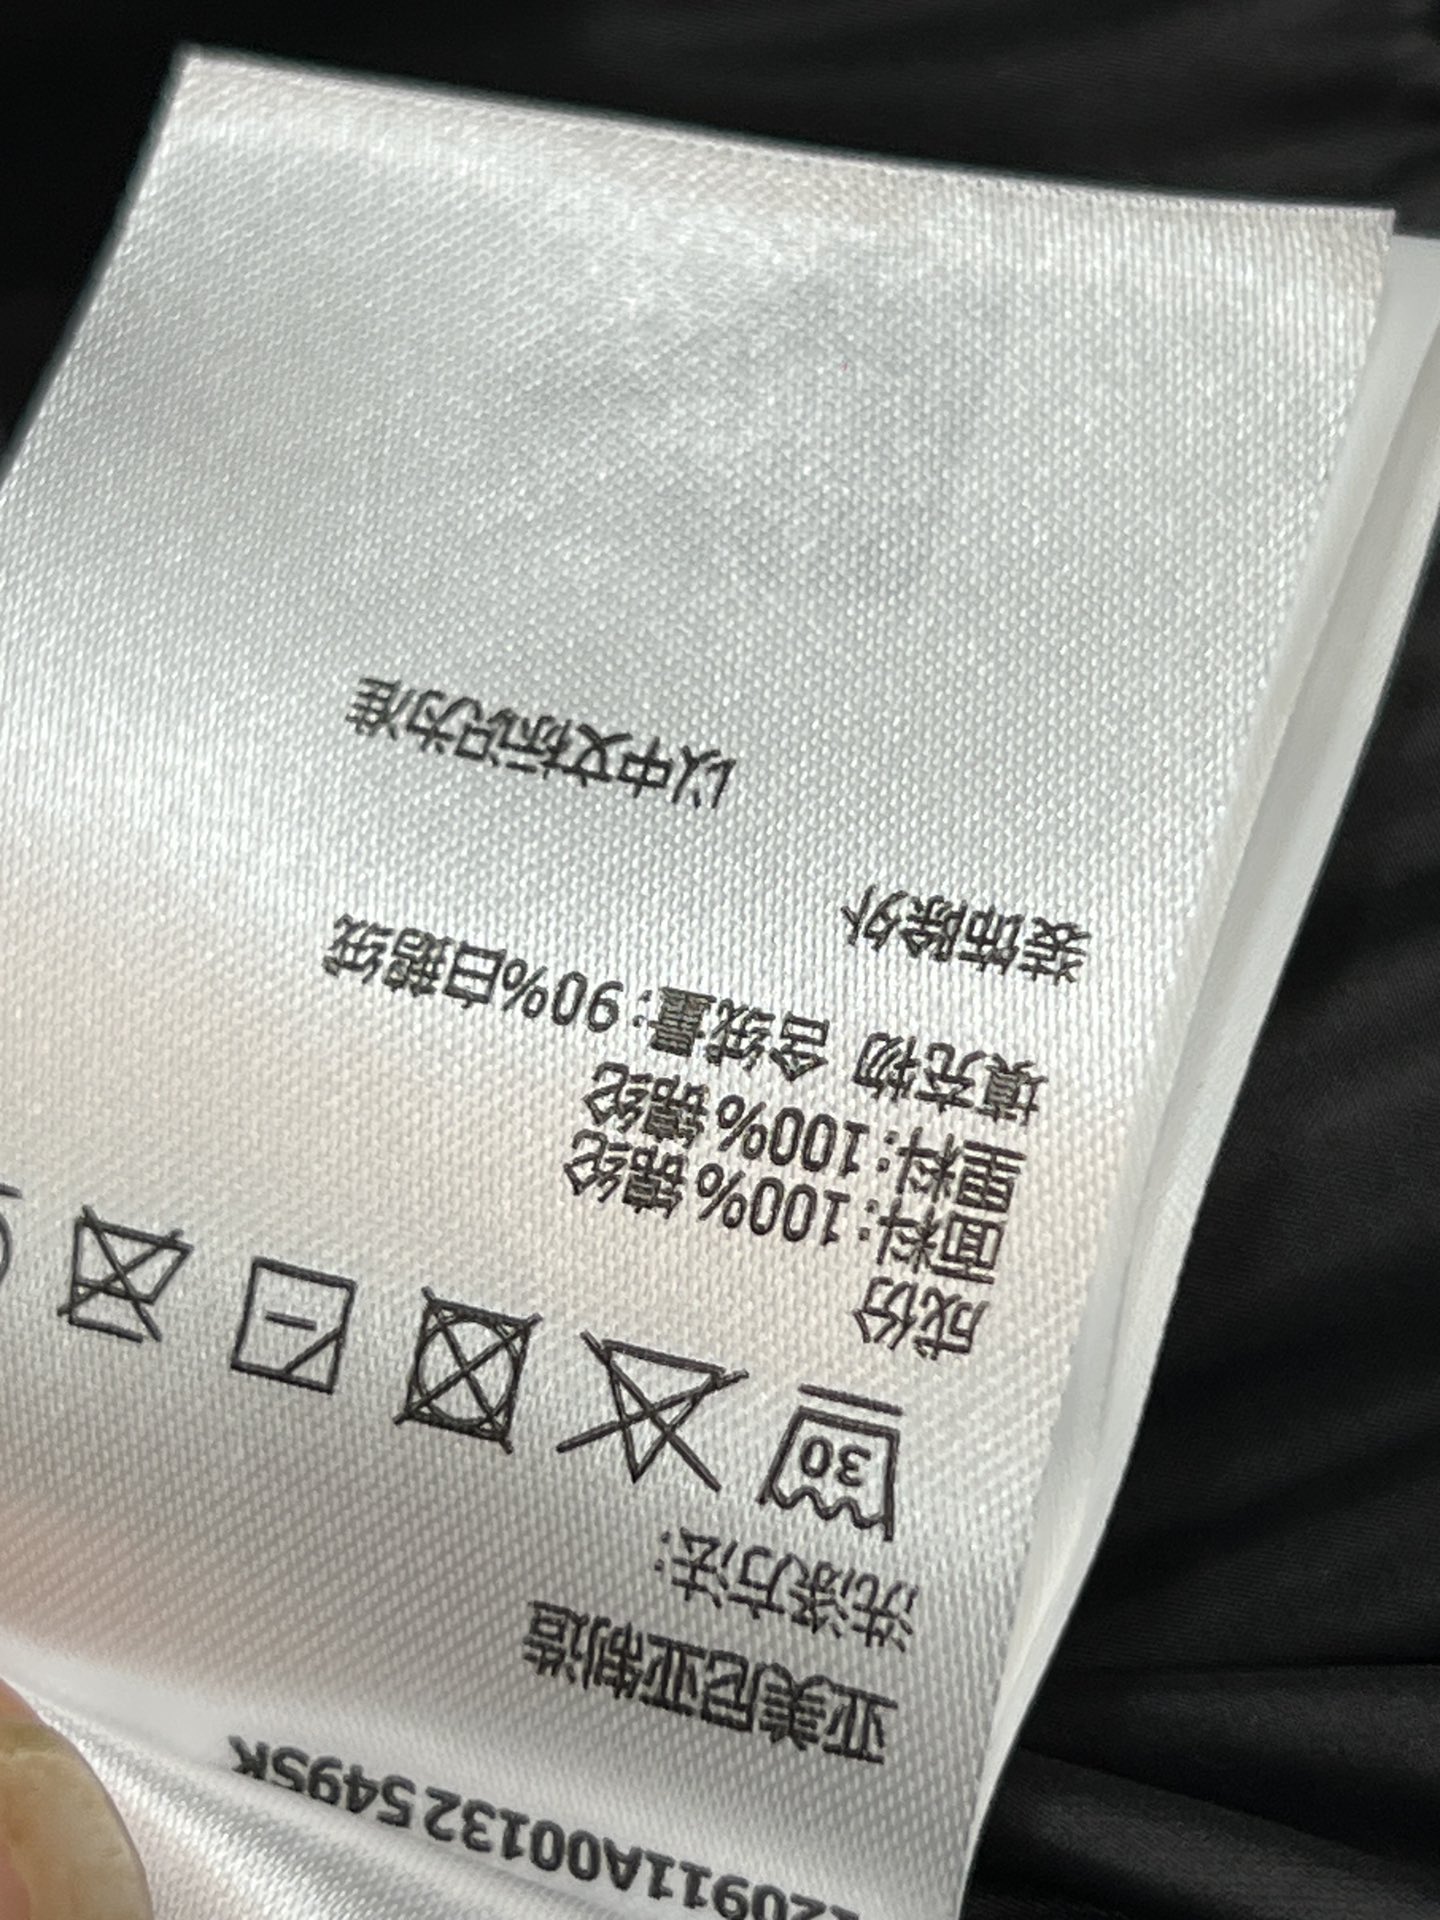 20911A001325495K
亚美尼亚制造
洗涤方法:
30
成份
面料:100% 锦纶
里料:100% 锦纶
填充物 含绒量:90%白鹅绒
装饰除外
以中文标识为准